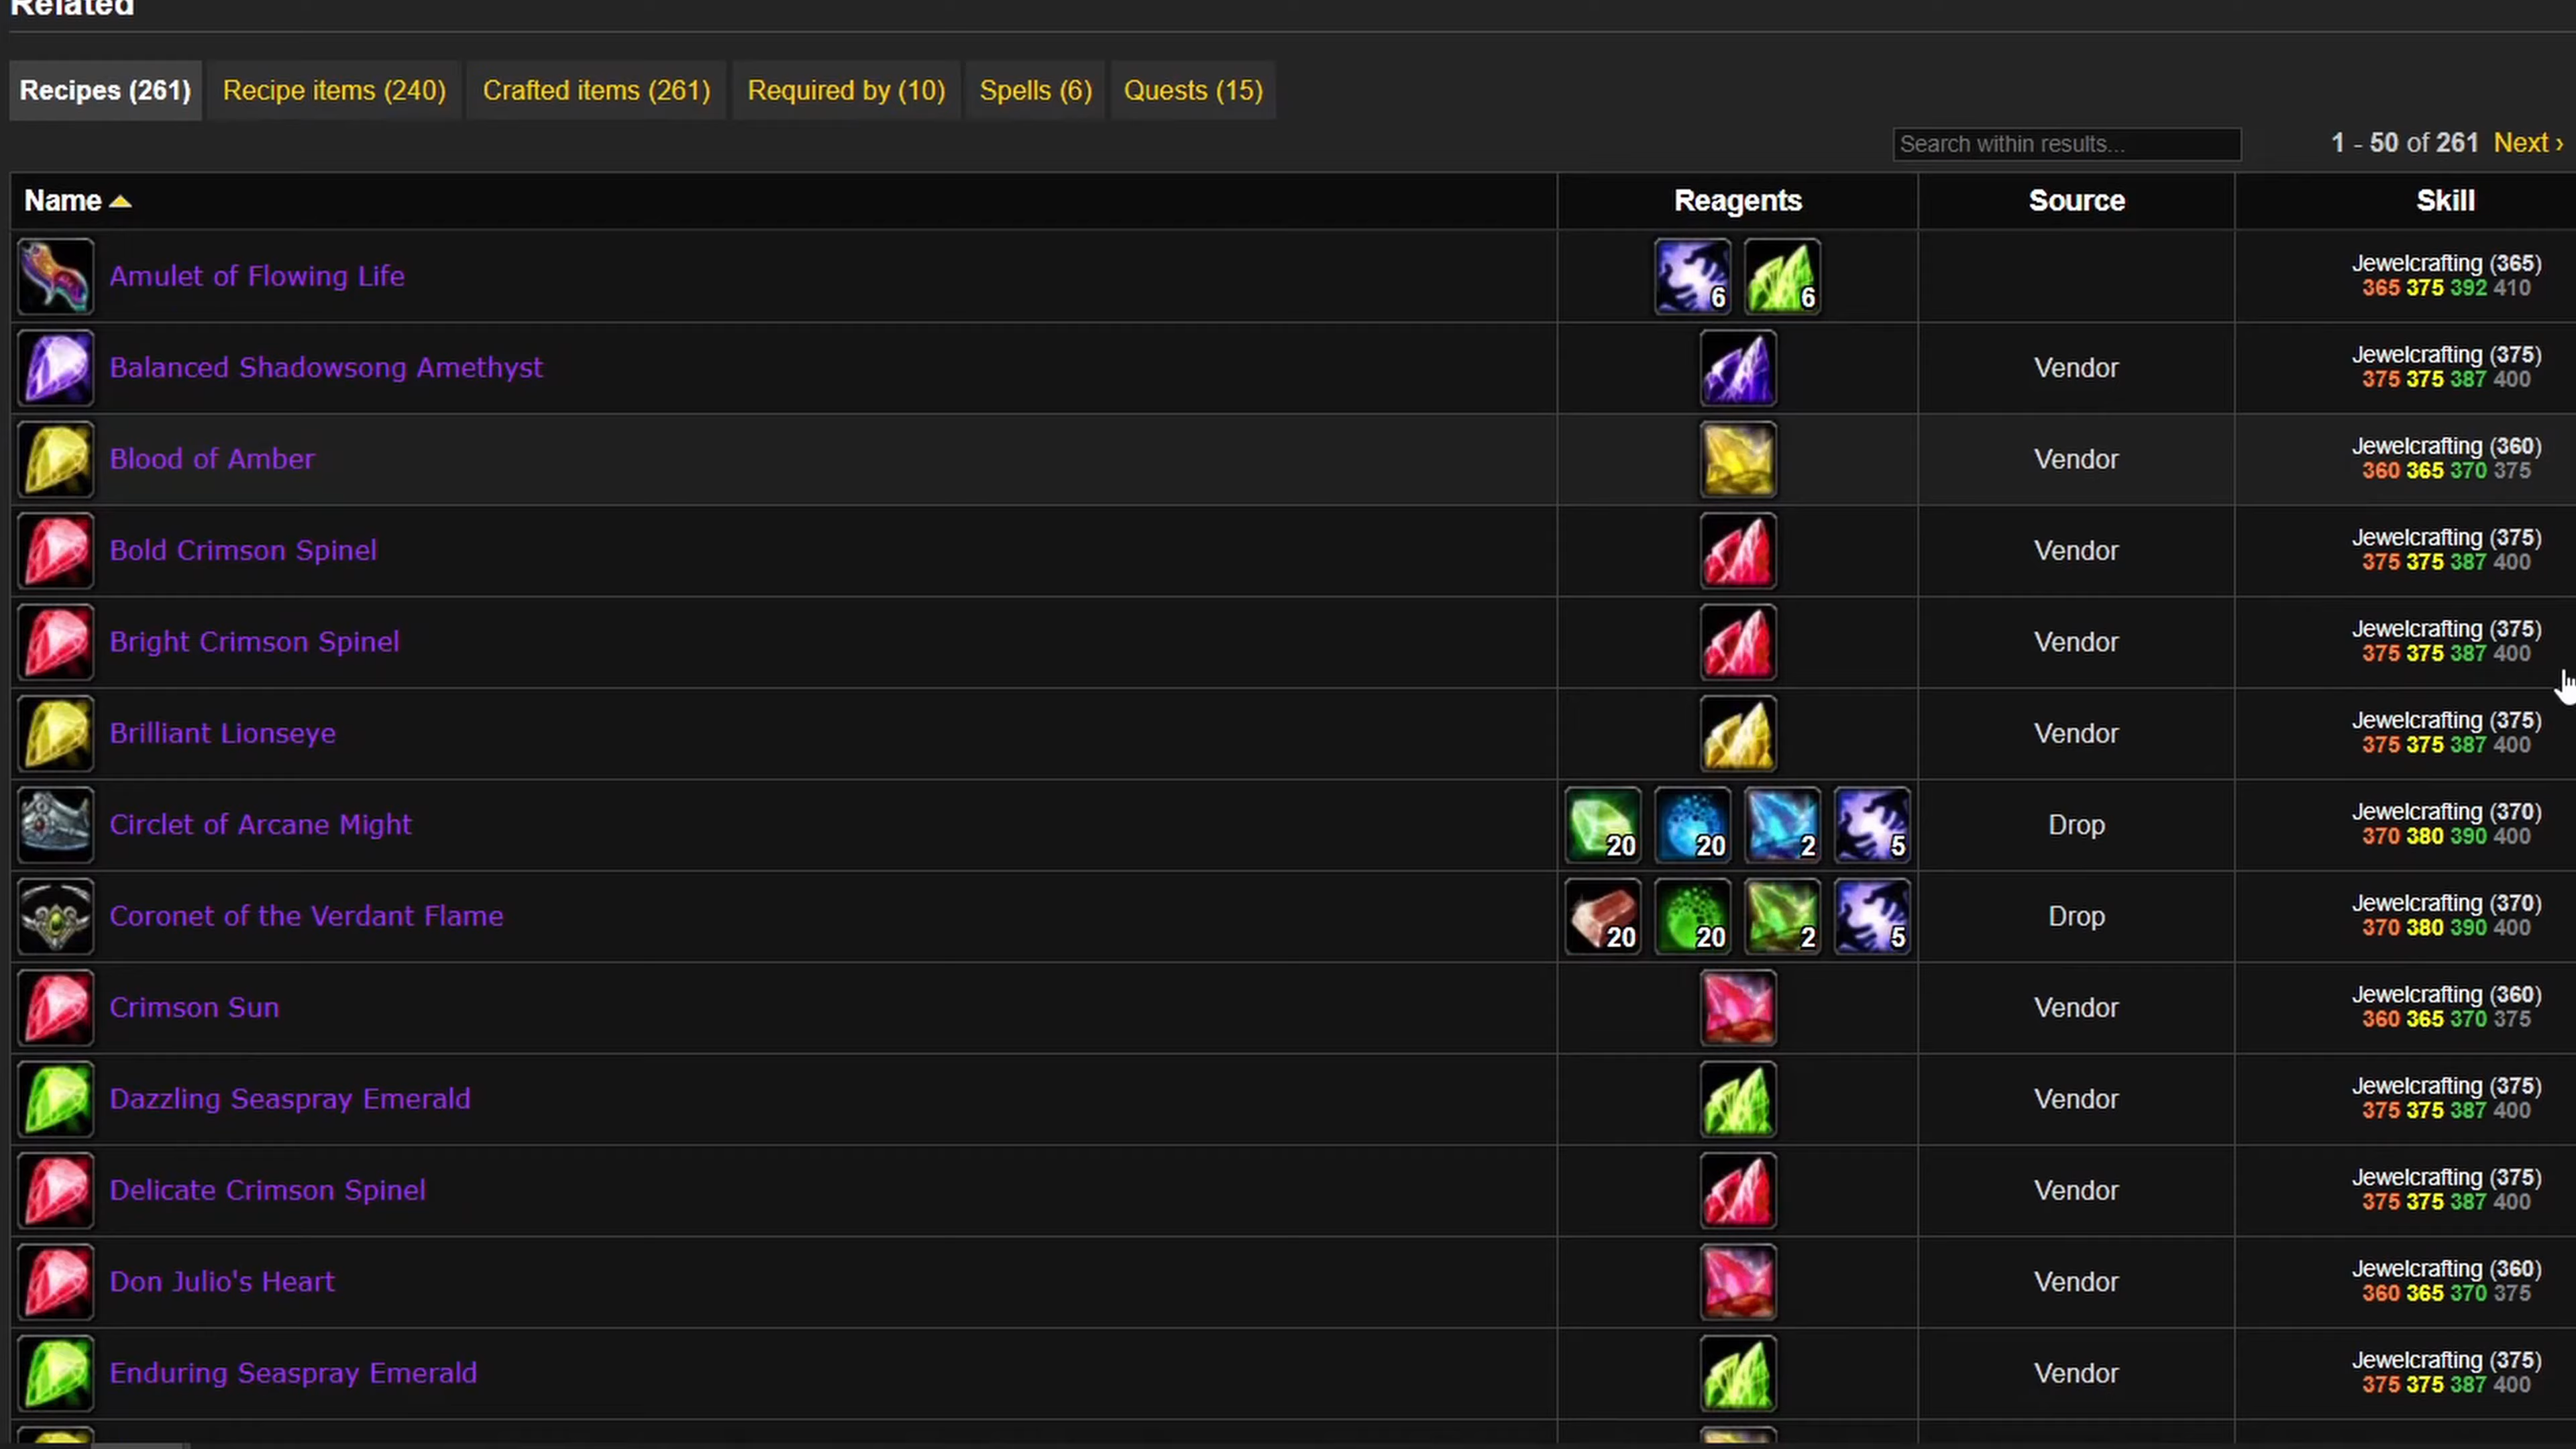 Related
Recipes (261) Recipe items (240) Crafted items (261) Required by (10) Spells (6) Quests (15)
Search within results... 1 - 50 of 261 Next ›
Name Reagents Source Skill
Amulet of Flowing Life 6 6 Jewelcrafting (365)
365 375 392 410
Balanced Shadowsong Amethyst Vendor Jewelcrafting (375)
375 375 387 400
Blood of Amber Vendor Jewelcrafting (360)
360 365 370 375
Bold Crimson Spinel Vendor Jewelcrafting (375)
375 375 387 400
Bright Crimson Spinel Vendor Jewelcrafting (375)
375 375 387 400
Brilliant Lionseye Vendor Jewelcrafting (375)
375 375 387 400
Circlet of Arcane Might 20 20 2 5 Drop Jewelcrafting (370)
370 380 390 400
Coronet of the Verdant Flame 20 20 2 5 Drop Jewelcrafting (370)
370 380 390 400
Crimson Sun Vendor Jewelcrafting (360)
360 365 370 375
Dazzling Seaspray Emerald Vendor Jewelcrafting (375)
375 375 387 400
Delicate Crimson Spinel Vendor Jewelcrafting (375)
375 375 387 400
Don Julio's Heart Vendor Jewelcrafting (360)
360 365 370 375
Enduring Seaspray Emerald Vendor Jewelcrafting (375)
375 375 387 400